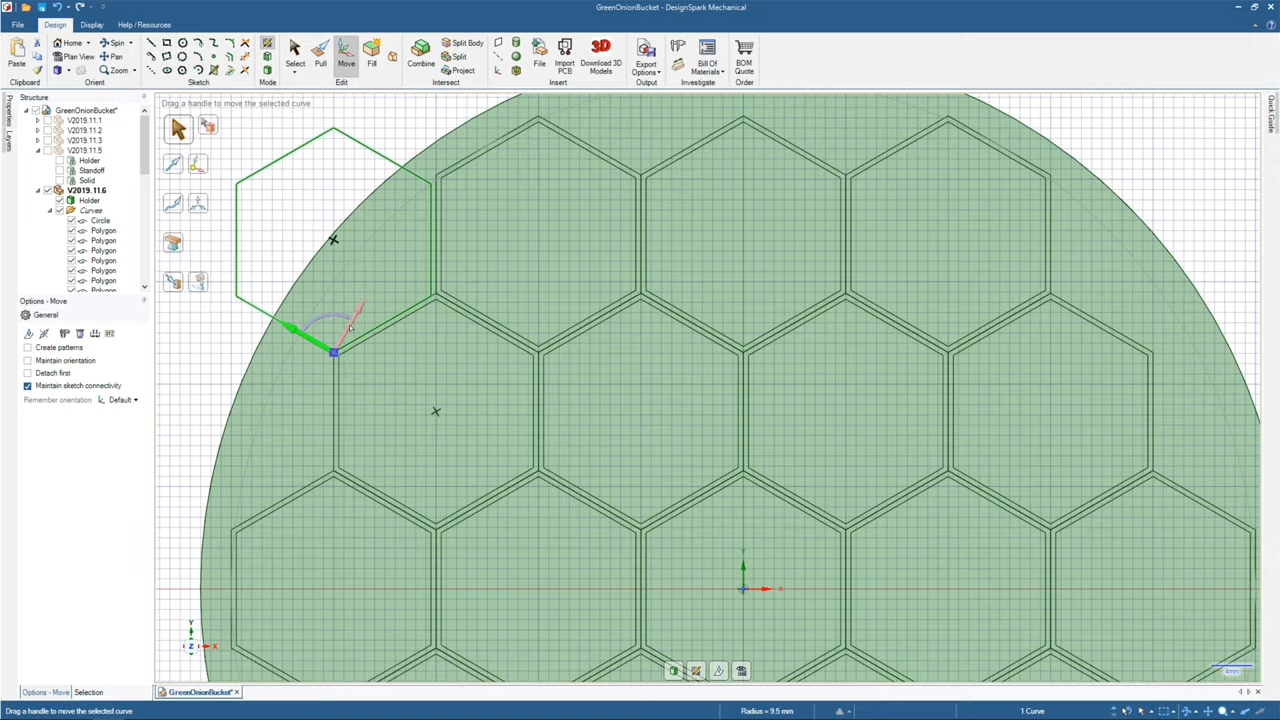 GreenOnionBucket - DesignSpark Mechanical
File Design Display Help / Resources
Paste Home Spin Select Pull Move Fill Combine Split Body File Import PCB Download 3D Models Export Options Bill Of Materials BOM Quote
Plan View Pan Split
Zoom Project
Clipboard Orient Sketch Mode Edit Intersect Insert Output Investigate Order
Structure
GreenOnionBucket*
V2019.11.1
V2019.11.2
V2019.11.3
V2019.11.5
Holder
Standoff
Solid
V2019.11.6
Holder
Curves
Circle
Polygon
Polygon
Polygon
Polygon
Polygon
Polygon
Options - Move
General
Create patterns
Maintain orientation
Detach first
Maintain sketch connectivity
Remember orientation Default
Properties
Layers
Drag a handle to move the selected curve
Quick Guide
Y
X
Y
Z X
4mm
Options - Move Selection GreenOnionBucket*
Drag a handle to move the selected curve Radius = 9.5 mm 1 Curve